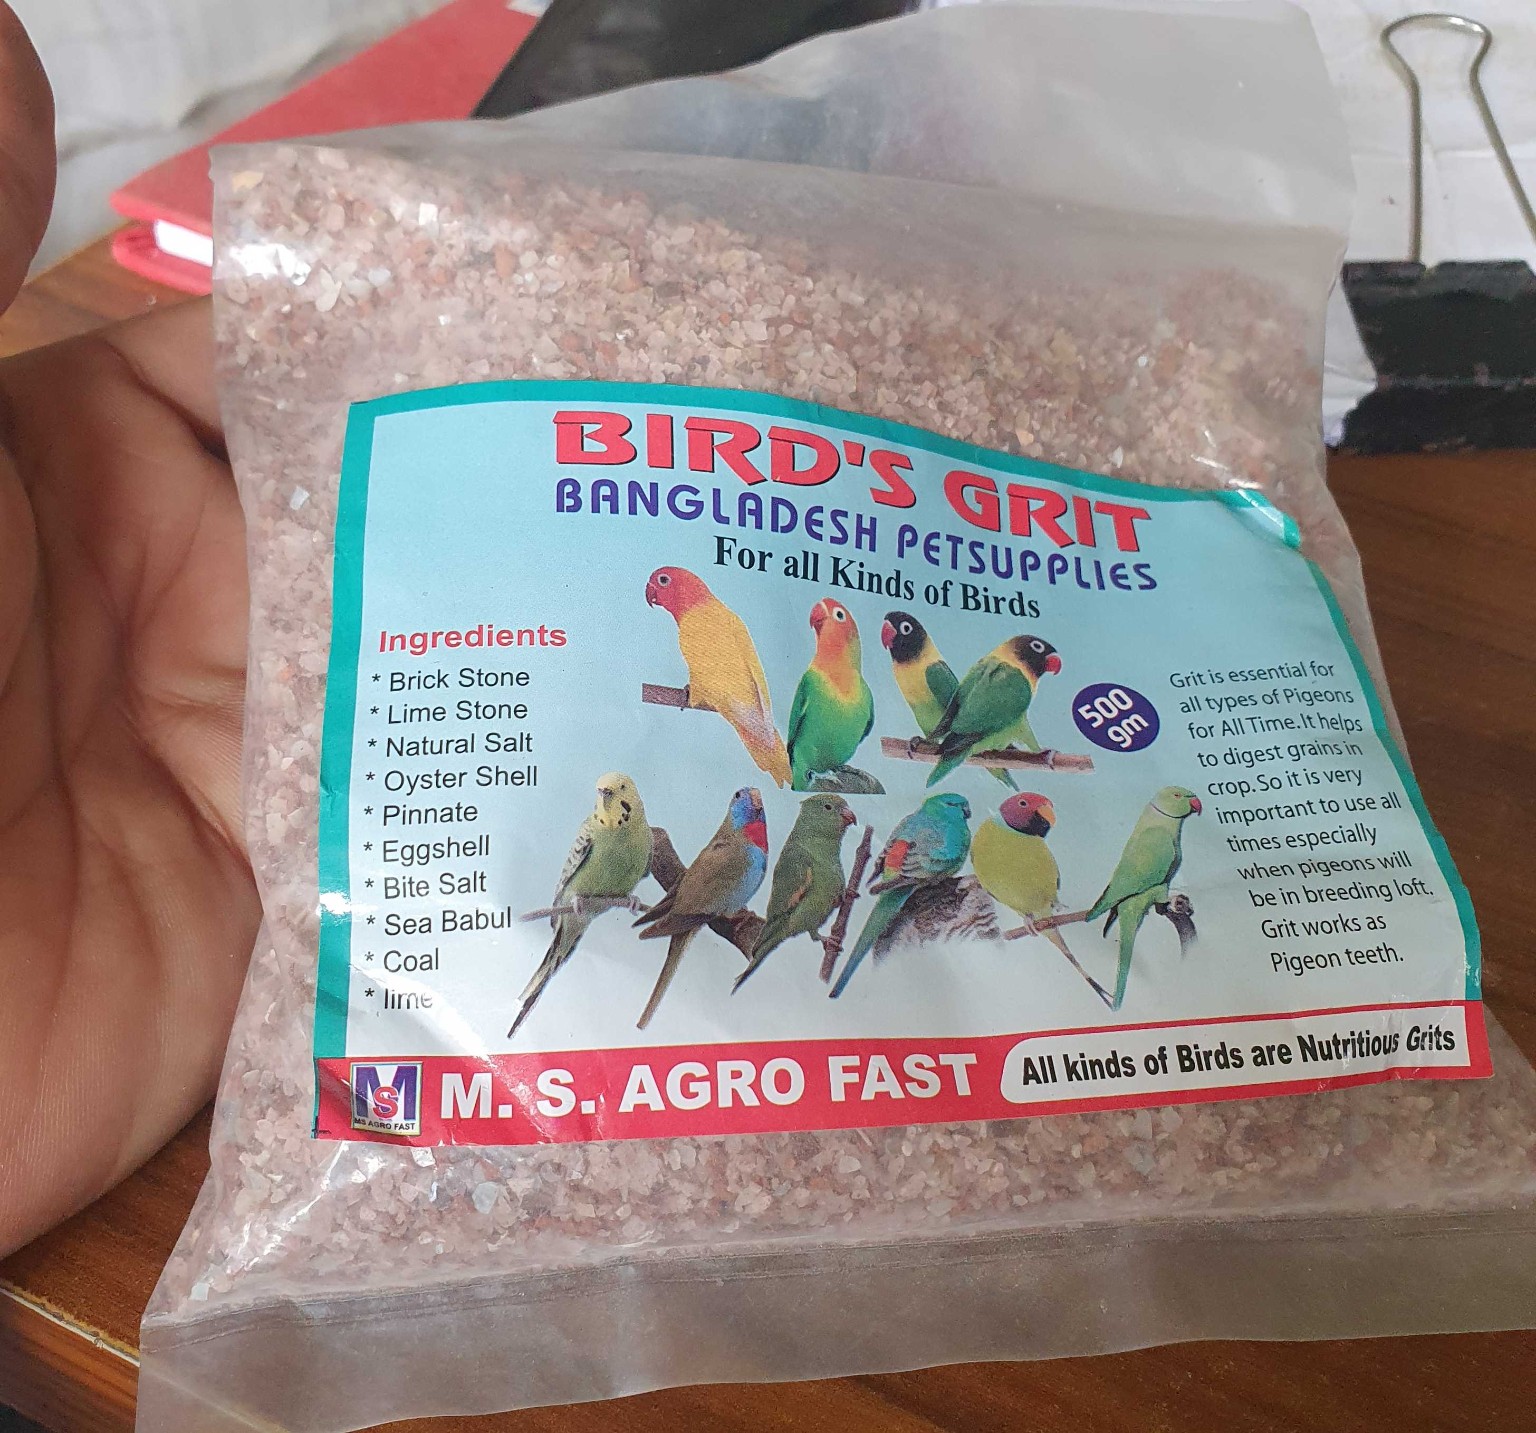 BIRD'S GRIT
BANGLADESH PETSUPPLIES
For all Kinds of Birds
Ingredients
* Brick Stone
* Lime Stone
* Natural Salt
* Oyster Shell
* Pinnate
* Eggshell
* Bite Salt
* Sea Babul
* Coal
* lime
500
gm
Grit is essential for
all types of Pigeons
for All Time.It helps
to digest grains in
crop.So it is very
important to use all
times especially
when pigeons will
be in breeding loft.
Grit works as
Pigeon teeth.
MS
MS AGRO FAST
M. S. AGRO FAST
All kinds of Birds are Nutritious Grits